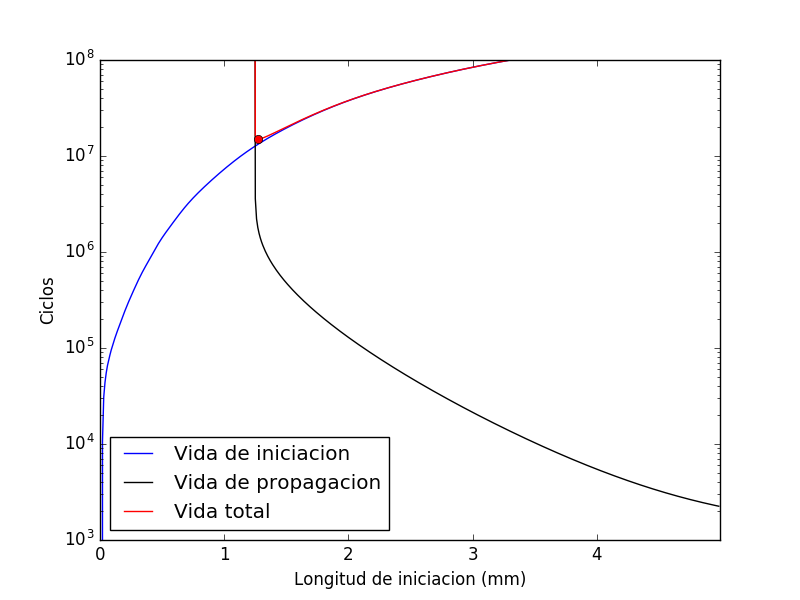 10^8
10^7
10^6
10^5
10^4
10^3
Ciclos
Vida de iniciacion
Vida de propagacion
Vida total
0 1 2 3 4
Longitud de iniciacion (mm)